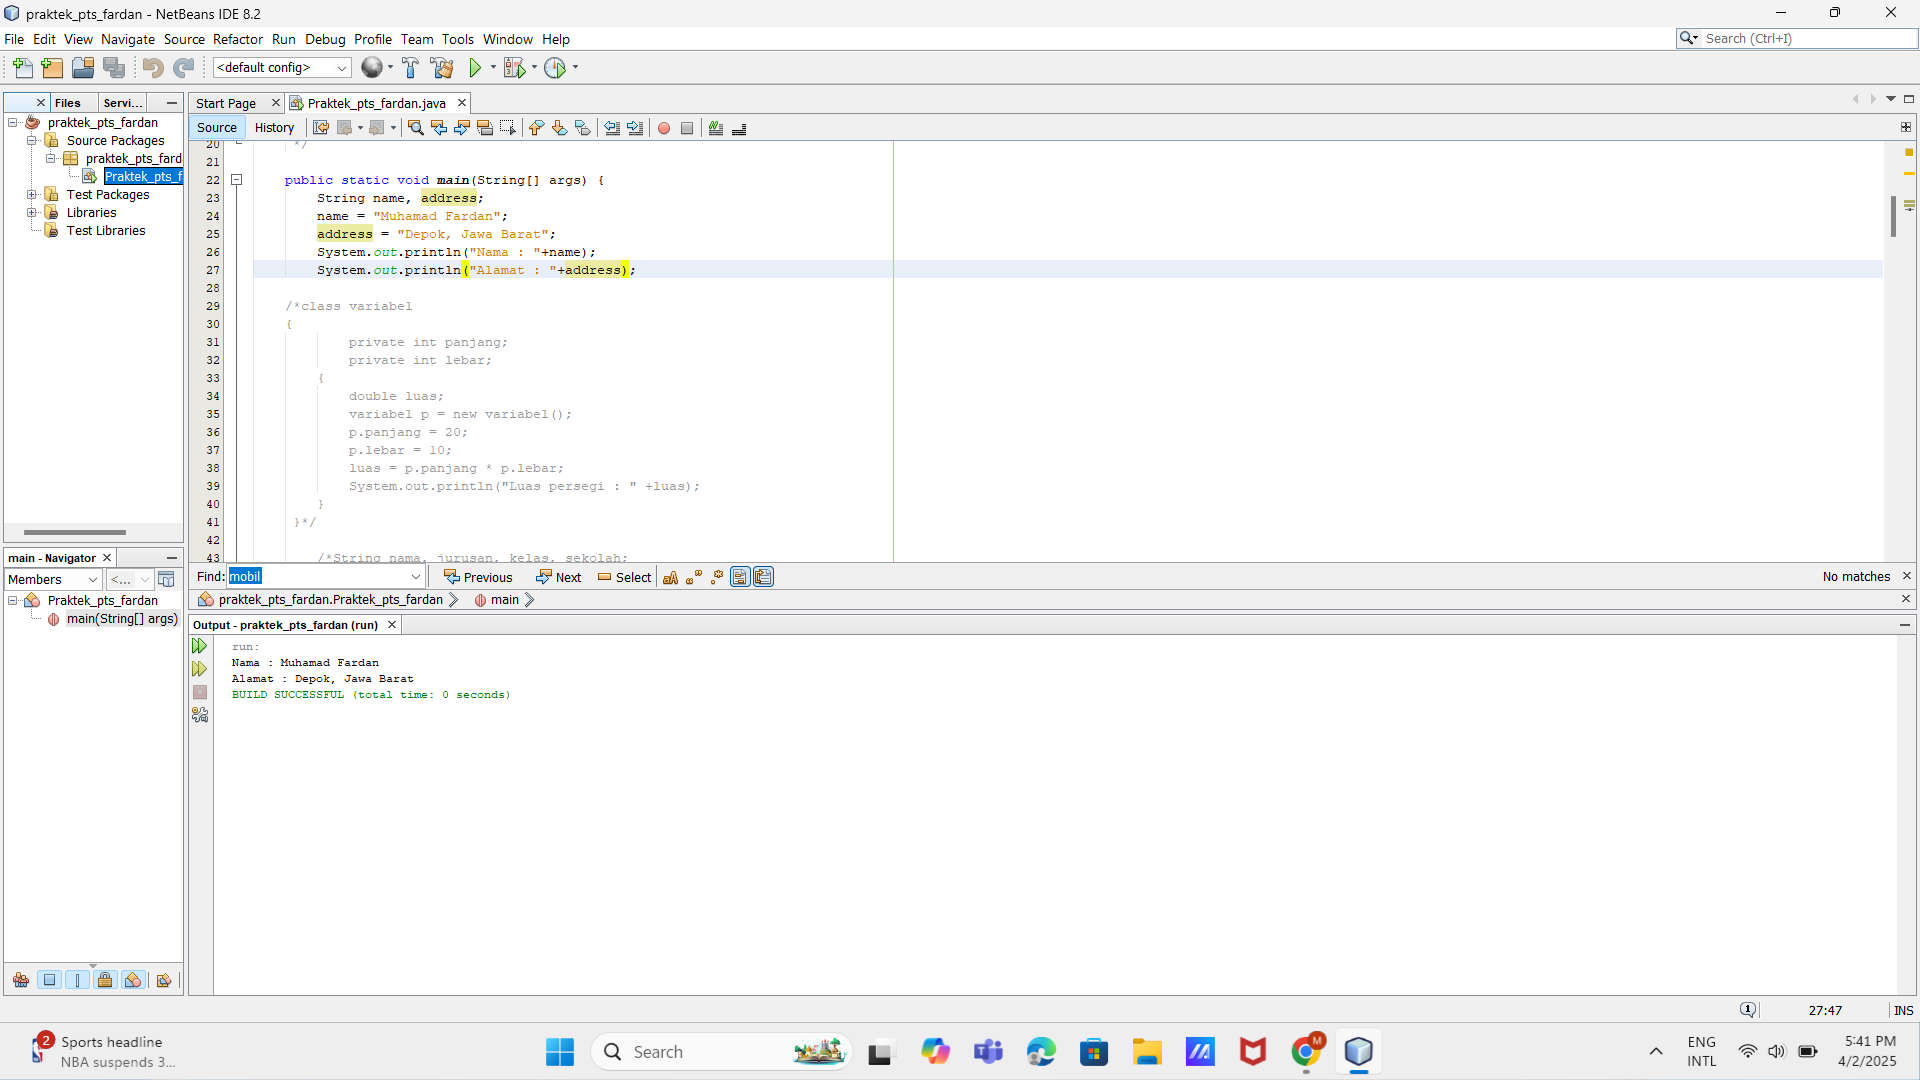 praktek_pts_fardan - NetBeans IDE 8.2
File Edit View Navigate Source Refactor Run Debug Profile Team Tools Window Help
Search (Ctrl+I)
<default config>
Files Servi...
praktek_pts_fardan
Source Packages
praktek_pts_farda
Praktek_pts_f
Test Packages
Libraries
Test Libraries
Start Page Praktek_pts_fardan.java
Source History
20 */
21
22 public static void main(String[] args) {
23 String name, address;
24 name = "Muhamad Fardan";
25 address = "Depok, Jawa Barat";
26 System.out.println("Nama : "+name);
27 System.out.println("Alamat : "+address);
28
29 /*class variabel
30 {
31 private int panjang;
32 private int lebar;
33 {
34 double luas;
35 variabel p = new variabel();
36 p.panjang = 20;
37 p.lebar = 10;
38 luas = p.panjang * p.lebar;
39 System.out.println("Luas persegi : " +luas);
40 }
41 }*/
42
43 /*String nama, jurusan, kelas, sekolah;
Find: mobil Previous Next Select No matches
praktek_pts_fardan.Praktek_pts_fardan main
main - Navigator
Members <...
Praktek_pts_fardan
main(String[] args)
Output - praktek_pts_fardan (run)
run:
Nama : Muhamad Fardan
Alamat : Depok, Jawa Barat
BUILD SUCCESSFUL (total time: 0 seconds)
1 27:47 INS
2 Sports headline
NBA suspends 3...
Search
M
ENG
INTL
5:41 PM
4/2/2025